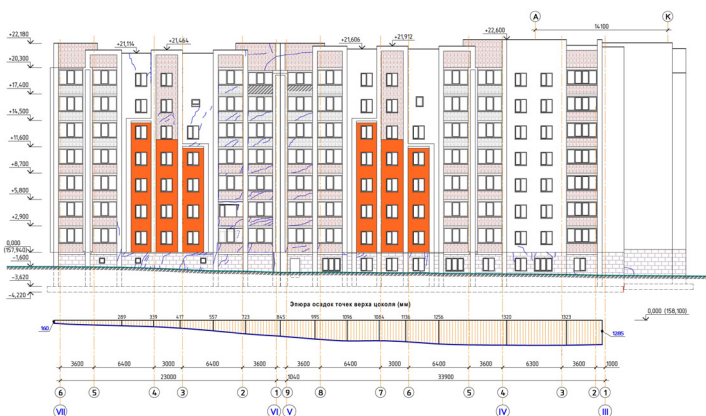 А К
14100
+22,180
+21,114
+21,464
+21,606
+21,912
+22,600
+20,300
+17,400
+14,500
+11,600
+8,700
+5,800
+2,900
0,000
(157,940)
-1,600
-3,620
-4,220
Эпюра осадок точек верха цоколя (мм)
0,000 (158,100)
160 289 319 417 557 723 845 995 1096 1084 1136 1256 1320 1323 1285
3600 6400 3000 6400 3600 3600 6400 3000 6400 3600 6300 3600 1000
23000 1040 33900
6 5 4 3 2 1 9 8 7 6 5 4 3 2 1
VII VI V IV III